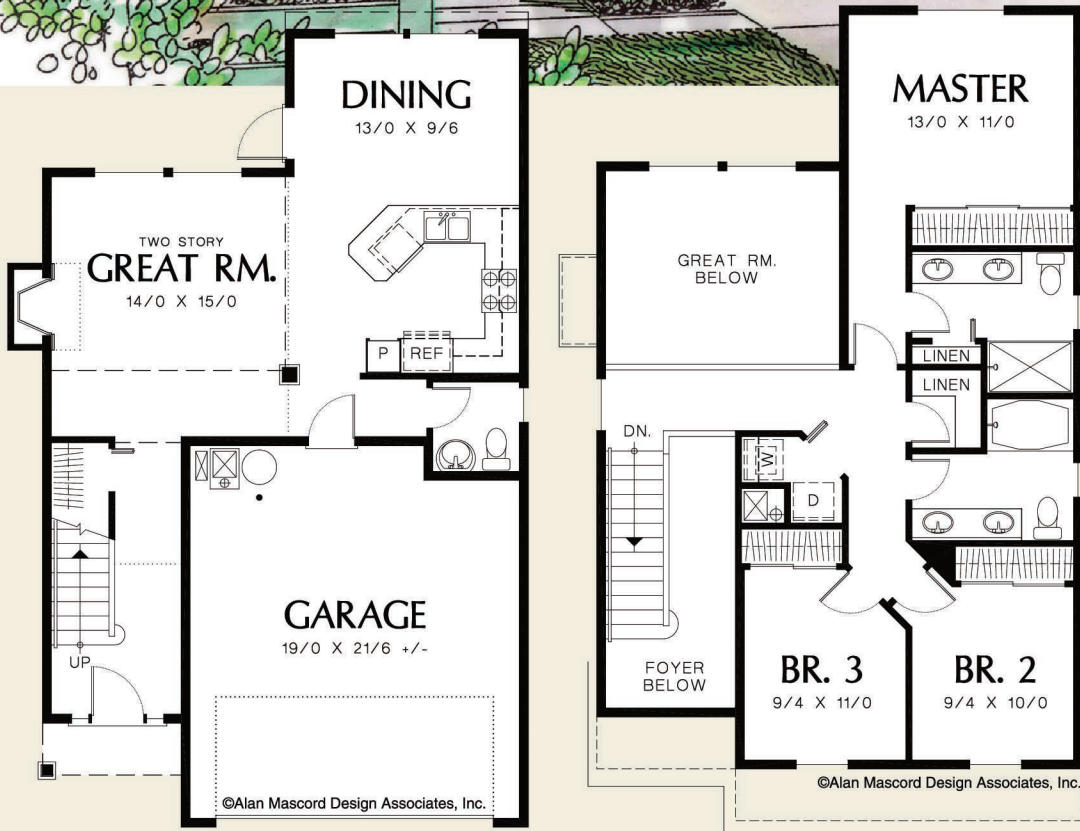 DINING
13/0 X 9/6
TWO STORY
GREAT RM.
14/0 X 15/0
P
REF
UP
GARAGE
19/0 X 21/6 +/-
©Alan Mascord Design Associates, Inc.
MASTER
13/0 X 11/0
GREAT RM.
BELOW
LINEN
LINEN
DN.
W
D
FOYER
BELOW
BR. 3
9/4 X 11/0
BR. 2
9/4 X 10/0
©Alan Mascord Design Associates, Inc.